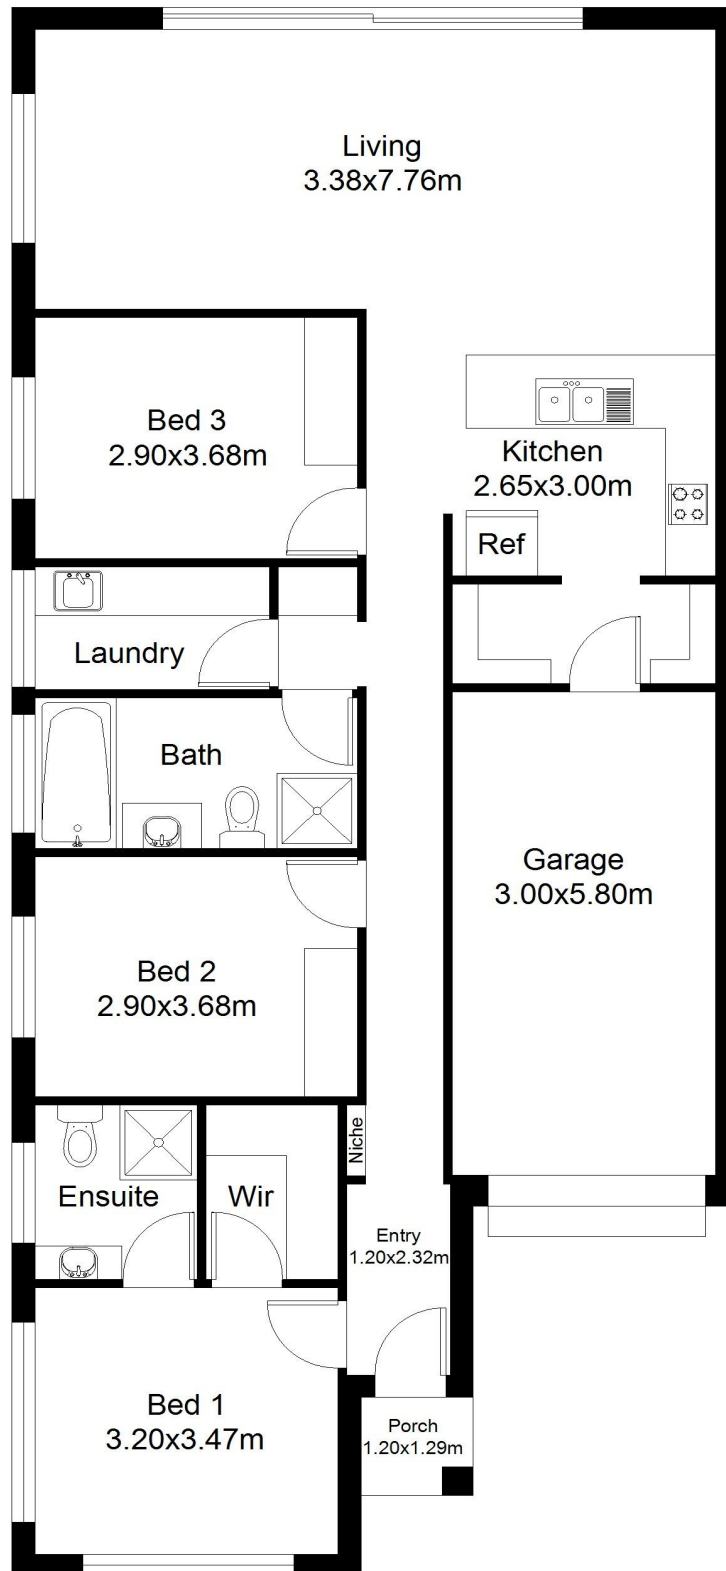 Living
3.38x7.76m
Bed 3
2.90x3.68m
Kitchen
2.65x3.00m
Ref
Laundry
Bath
Garage
3.00x5.80m
Bed 2
2.90x3.68m
Niche
Ensuite
Wir
Entry
1.20x2.32m
Bed 1
3.20x3.47m
Porch
1.20x1.29m